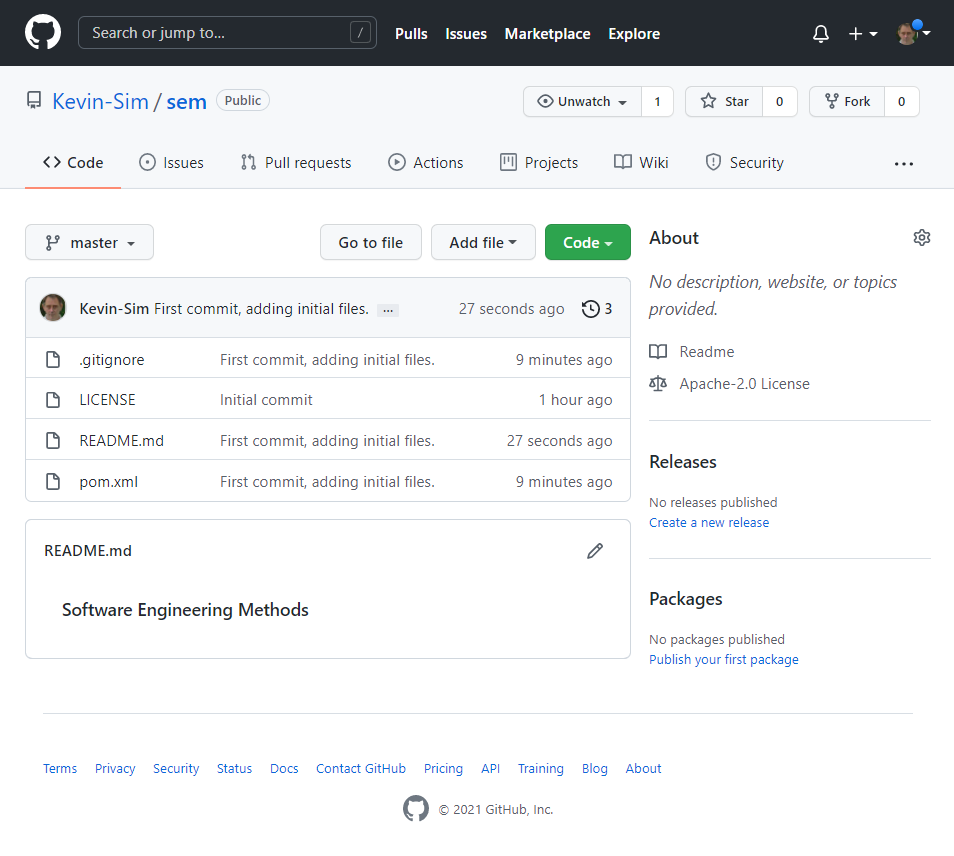 Search or jump to... / Pulls Issues Marketplace Explore
Kevin-Sim / sem Public Unwatch 1 Star 0 Fork 0
Code Issues Pull requests Actions Projects Wiki Security ...
master Go to file Add file Code
Kevin-Sim First commit, adding initial files. ... 27 seconds ago 3
.gitignore First commit, adding initial files. 9 minutes ago
LICENSE Initial commit 1 hour ago
README.md First commit, adding initial files. 27 seconds ago
pom.xml First commit, adding initial files. 9 minutes ago
README.md
Software Engineering Methods
About
No description, website, or topics
provided.
Readme
Apache-2.0 License
Releases
No releases published
Create a new release
Packages
No packages published
Publish your first package
Terms Privacy Security Status Docs Contact GitHub Pricing API Training Blog About
© 2021 GitHub, Inc.